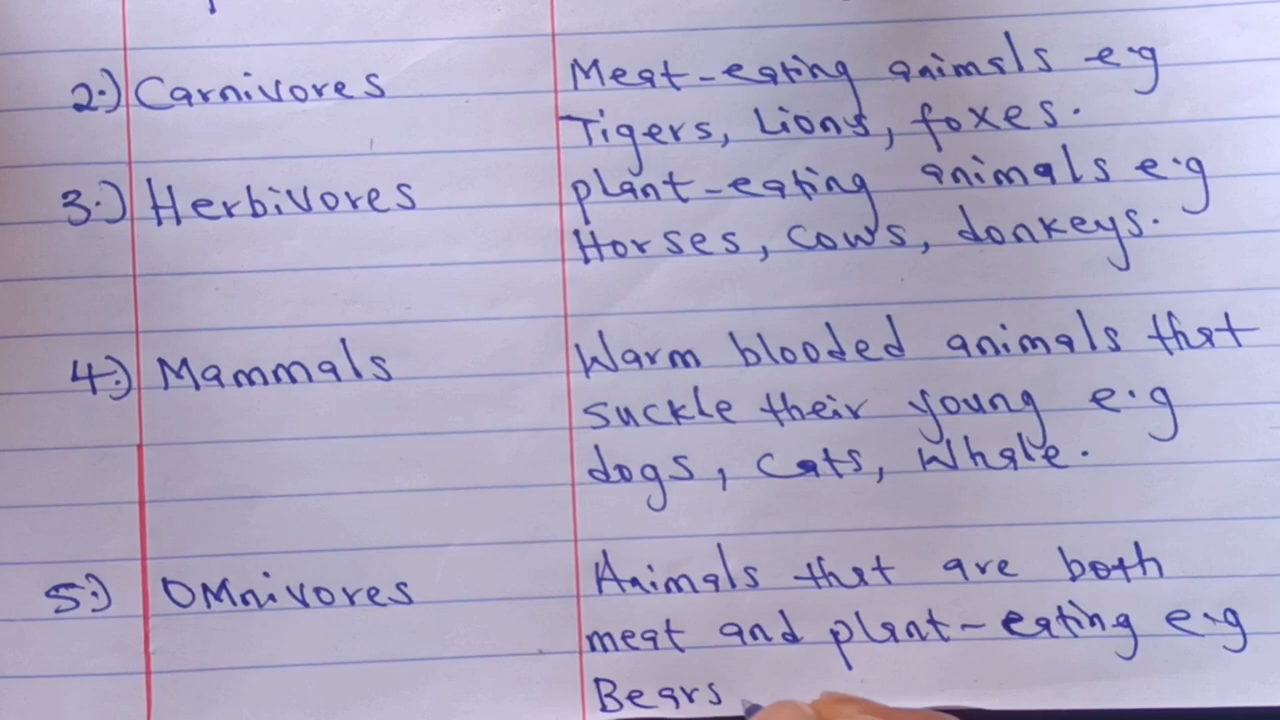 2.) Carnivores Meat-eating animals e.g
Tigers, Lions, foxes.
3.) Herbivores plant-eating animals e.g
Horses, Cows, donkeys.
4.) Mammals Warm blooded animals that
suckle their young e.g
dogs, Cats, Whale.
5.) Omnivores Animals that are both
meat and plant-eating e.g
Bears